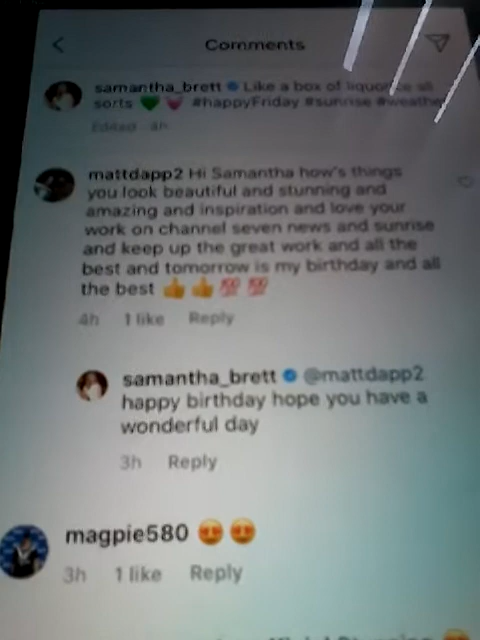 Comments
samantha_brett Like a box of liquorice all
sorts 💚 💓 #happyFriday #sunrise #weathe
Edited 4h
mattdapp2 Hi Samantha how's things
you look beautiful and stunning and
amazing and inspiration and love your
work on channel seven news and sunrise
and keep up the great work and all the
best and tomorrow is my birthday and all
the best 👍 👍 💯 💯
4h 1 like Reply
samantha_brett @mattdapp2
happy birthday hope you have a
wonderful day
3h Reply
magpie580 😍 😍
3h 1 like Reply